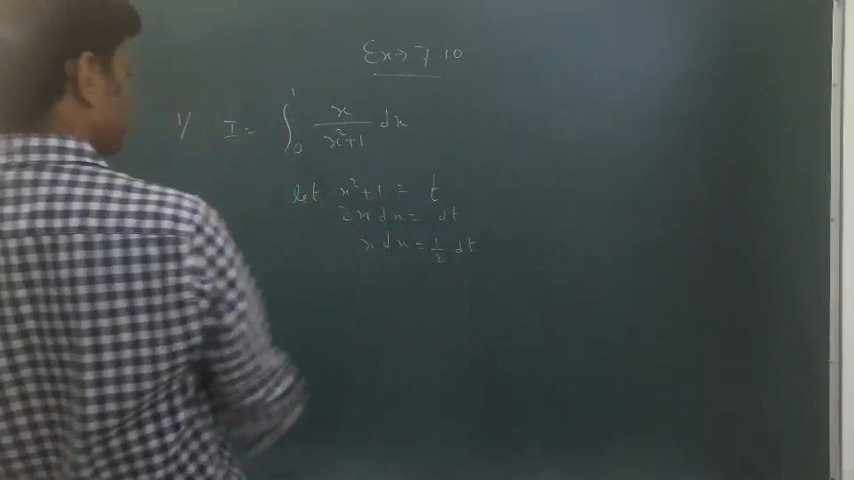 Ex→ 7.10
1/ I = ∫₀¹ x/(x²+1) dx
let x²+1 = t
2x dx = dt
x dx = 1/2 dt